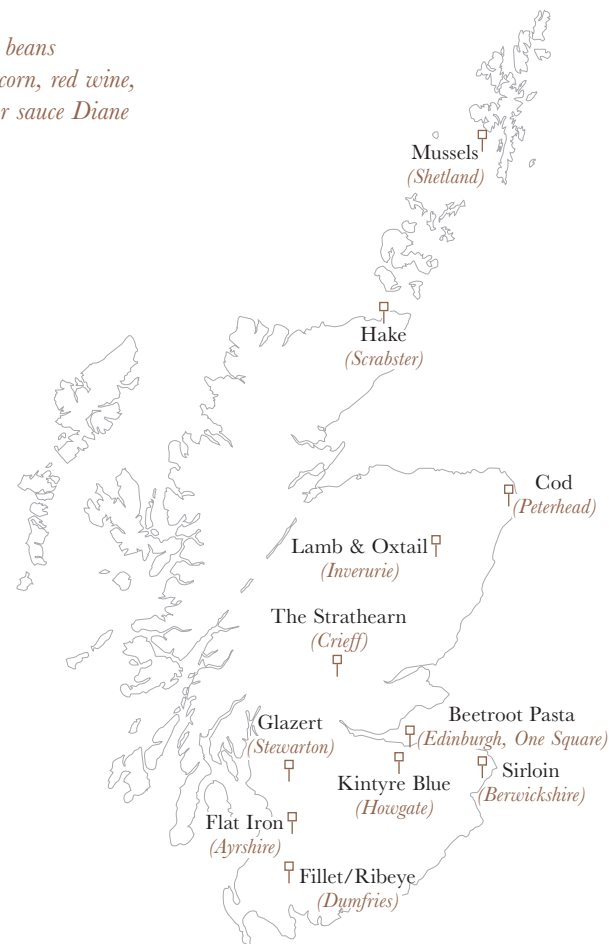 beans
corn, red wine,
r sauce Diane
Mussels
(Shetland)
Hake
(Scrabster)
Cod
(Peterhead)
Lamb & Oxtail
(Inverurie)
The Strathearn
(Crieff)
Glazert
(Stewarton)
Beetroot Pasta
(Edinburgh, One Square)
Kintyre Blue
(Howgate)
Sirloin
(Berwickshire)
Flat Iron
(Ayrshire)
Fillet/Ribeye
(Dumfries)